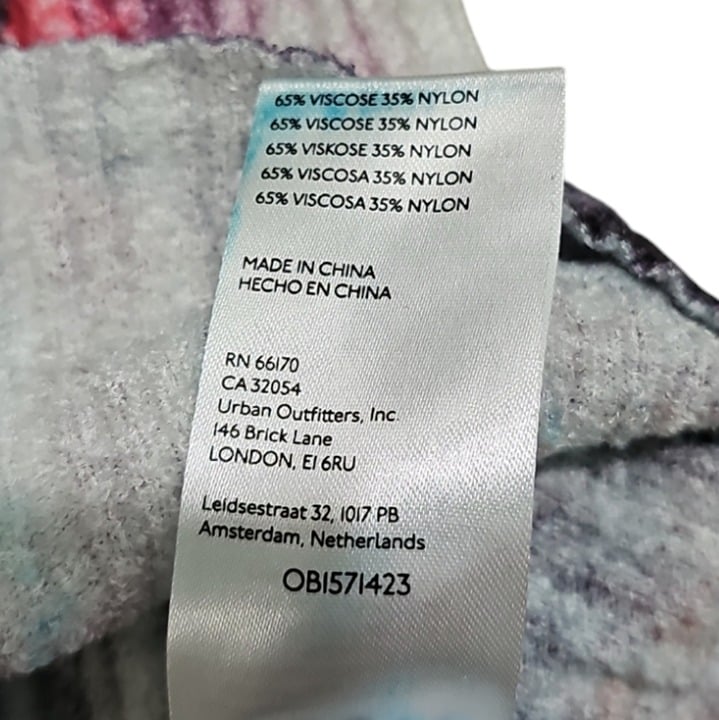 65% VISCOSE 35% NYLON
65% VISCOSE 35% NYLON
65% VISKOSE 35% NYLON
65% VISCOSA 35% NYLON
65% VISCOSA 35% NYLON
MADE IN CHINA
HECHO EN CHINA
RN 66170
CA 32054
Urban Outfitters, Inc.
146 Brick Lane
LONDON, E1 6RU
Leidsestraat 32, 1017 PB
Amsterdam, Netherlands
OB1571423